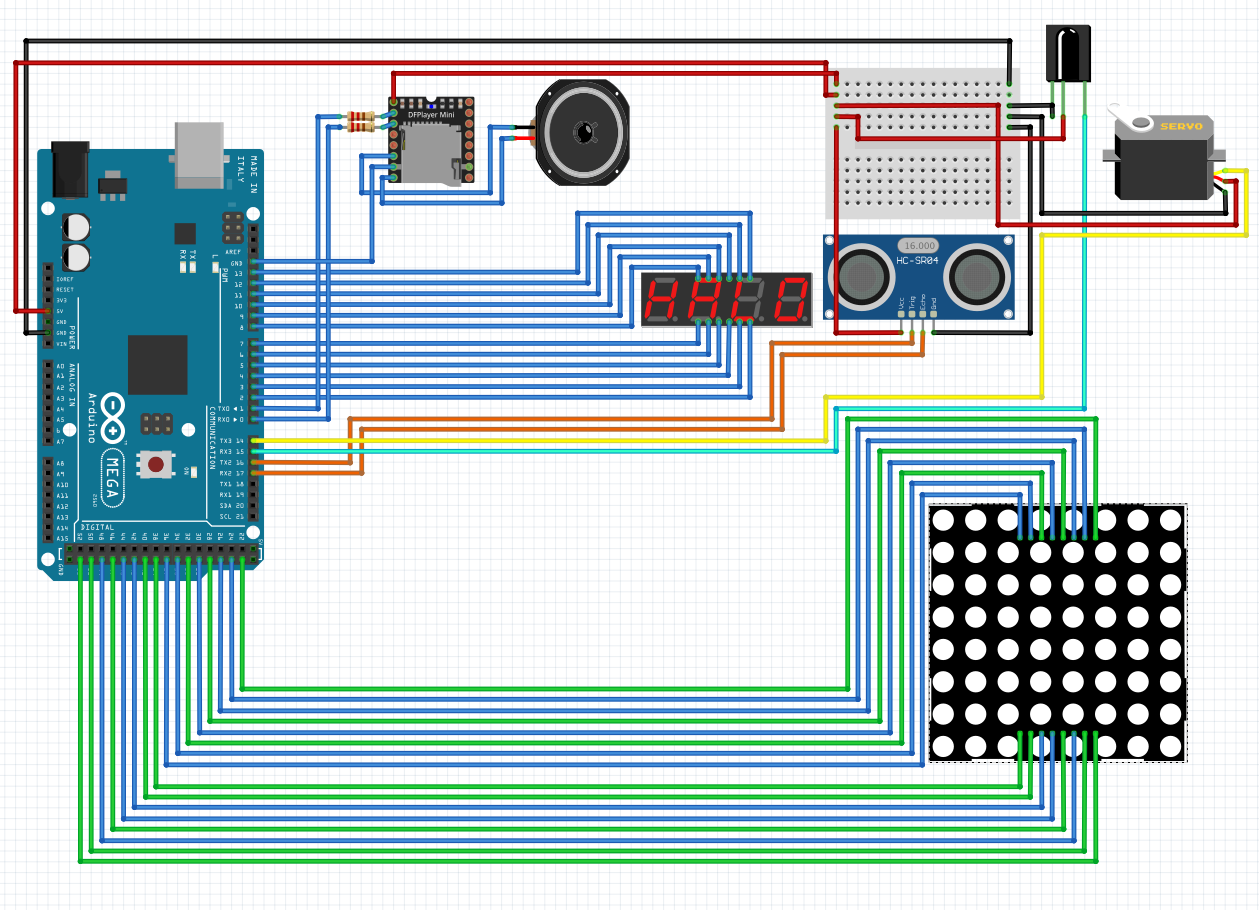 DFPlayer Mini
SERVO
MADE IN
ITALY
AREF
GND
13
12
11
10
9
8
7
6
5
4
3
2
TX0 ◄ 1
RX0 ► 0
TX3 14
RX3 15
TX2 16
RX2 17
TX1 18
RX1 19
SDA 20
SCL 21
PWM
COMMUNICATION
TX
RX
L
IOREF
RESET
3V3
5V
GND
GND
VIN
POWER
A0
A1
A2
A3
A4
A5
A7
ANALOG IN
A8
A9
A10
A11
A12
A13
A14
A15
Arduino
MEGA
ON
DIGITAL
GND
16.000
HC-SR04
Vcc
Trig
Echo
Gnd